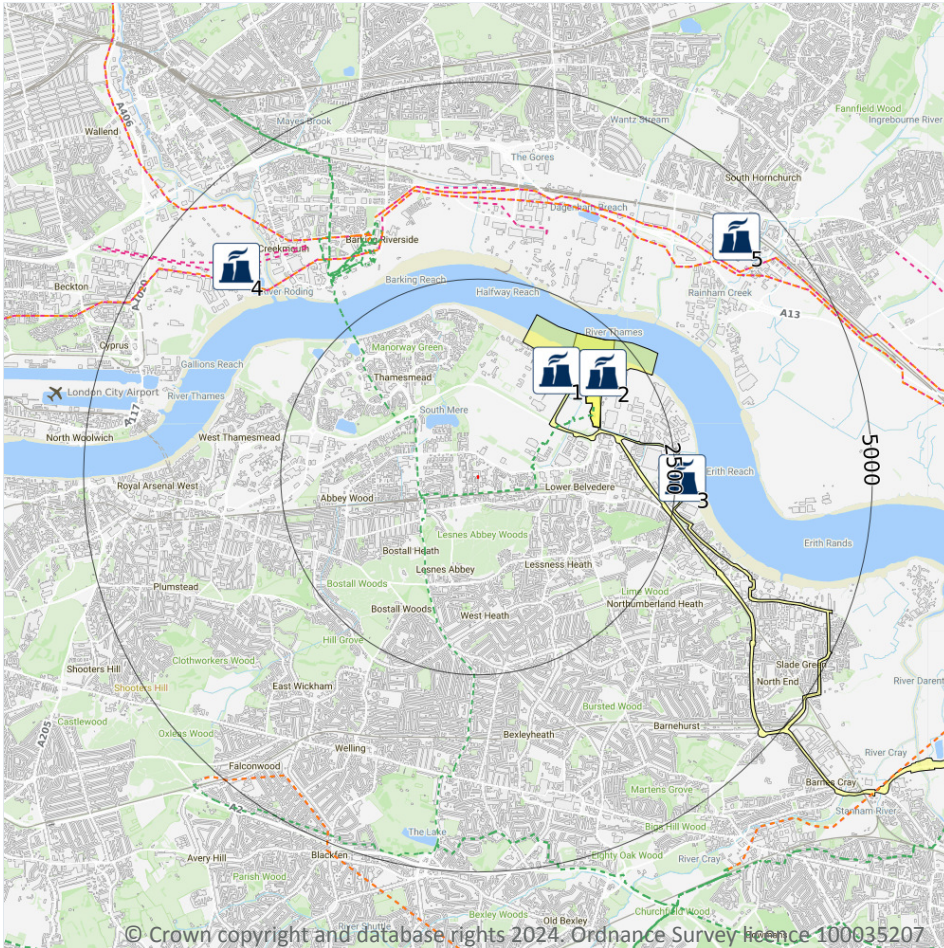 Wallend
A406
Mayes Brook
Wantz Stream
Fannfield Wood
Ingrebourne River
The Gores
South Hornchurch
Dagenham Breach
Barking Riverside
Creekmouth
5
4
Beckton
A1020
River Roding
Barking Reach
Halfway Reach
Rainham Creek
A13
Cyprus
Gallions Reach
Manorway Green
River Thames
London City Airport
River Thames
Thamesmead
1
2
A117
South Mere
North Woolwich
West Thamesmead
2500
5000
Erith Reach
Royal Arsenal West
Abbey Wood
Lower Belvedere
3
Lesnes Abbey Woods
Erith Rands
Bostall Heath
Lesnes Abbey
Lessness Heath
Plumstead
Bostall Woods
Lime Wood
Bostall Woods
West Heath
Northumberland Heath
Hill Grove
Shooters Hill
Clothworkers Wood
Slade Green
Shooters Hill
East Wickham
North End
River Darent
Bursted Wood
Castlewood
A205
Oxleas Wood
Barnehurst
Bexleyheath
Welling
River Cray
Falconwood
Martens Grove
Barnes Cray
A2
Stanham River
The Lake
Bigs Hill Wood
Avery Hill
Blackfen
River Cray
Parish Wood
Churchfield Wood
Bexley Woods
Old Bexley
River Shuttle
© Crown copyright and database rights 2024. Ordnance Survey licence 100035207